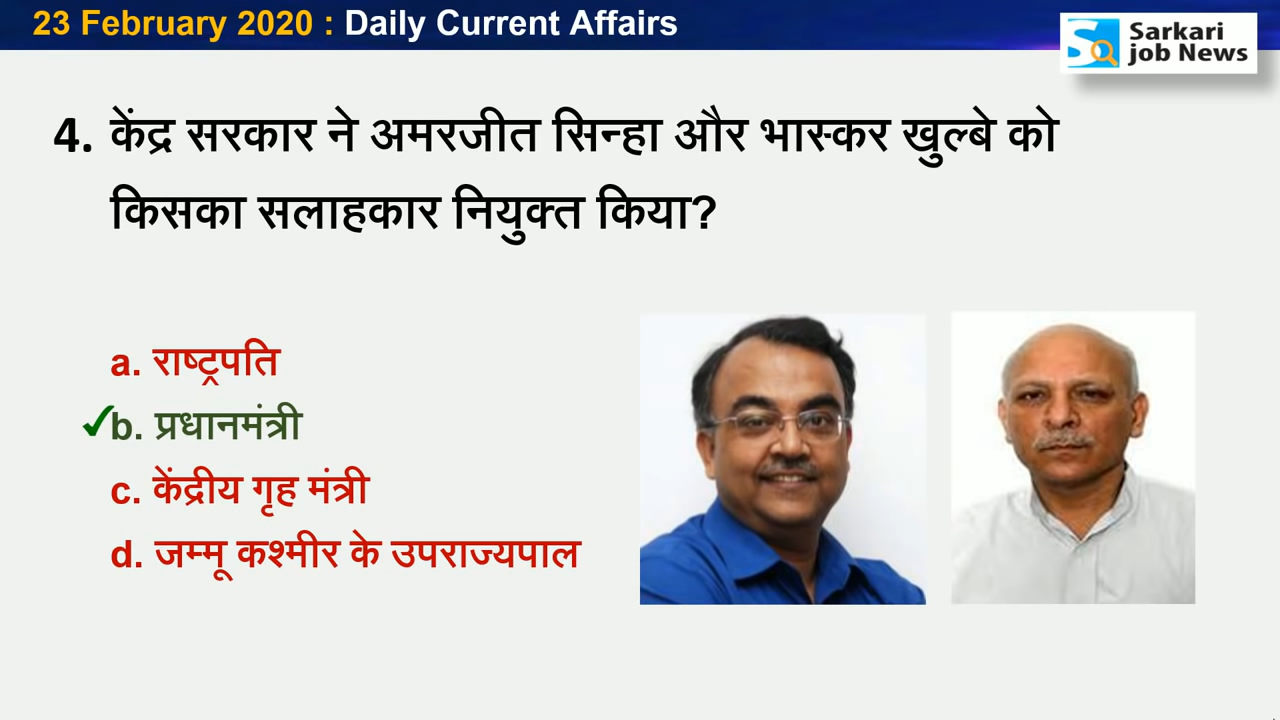 23 February 2020 : Daily Current Affairs
Sarkari
job News
4. केंद्र सरकार ने अमरजीत सिन्हा और भास्कर खुल्बे को
किसका सलाहकार नियुक्त किया?
a. राष्ट्रपति
✓b. प्रधानमंत्री
c. केंद्रीय गृह मंत्री
d. जम्मू कश्मीर के उपराज्यपाल